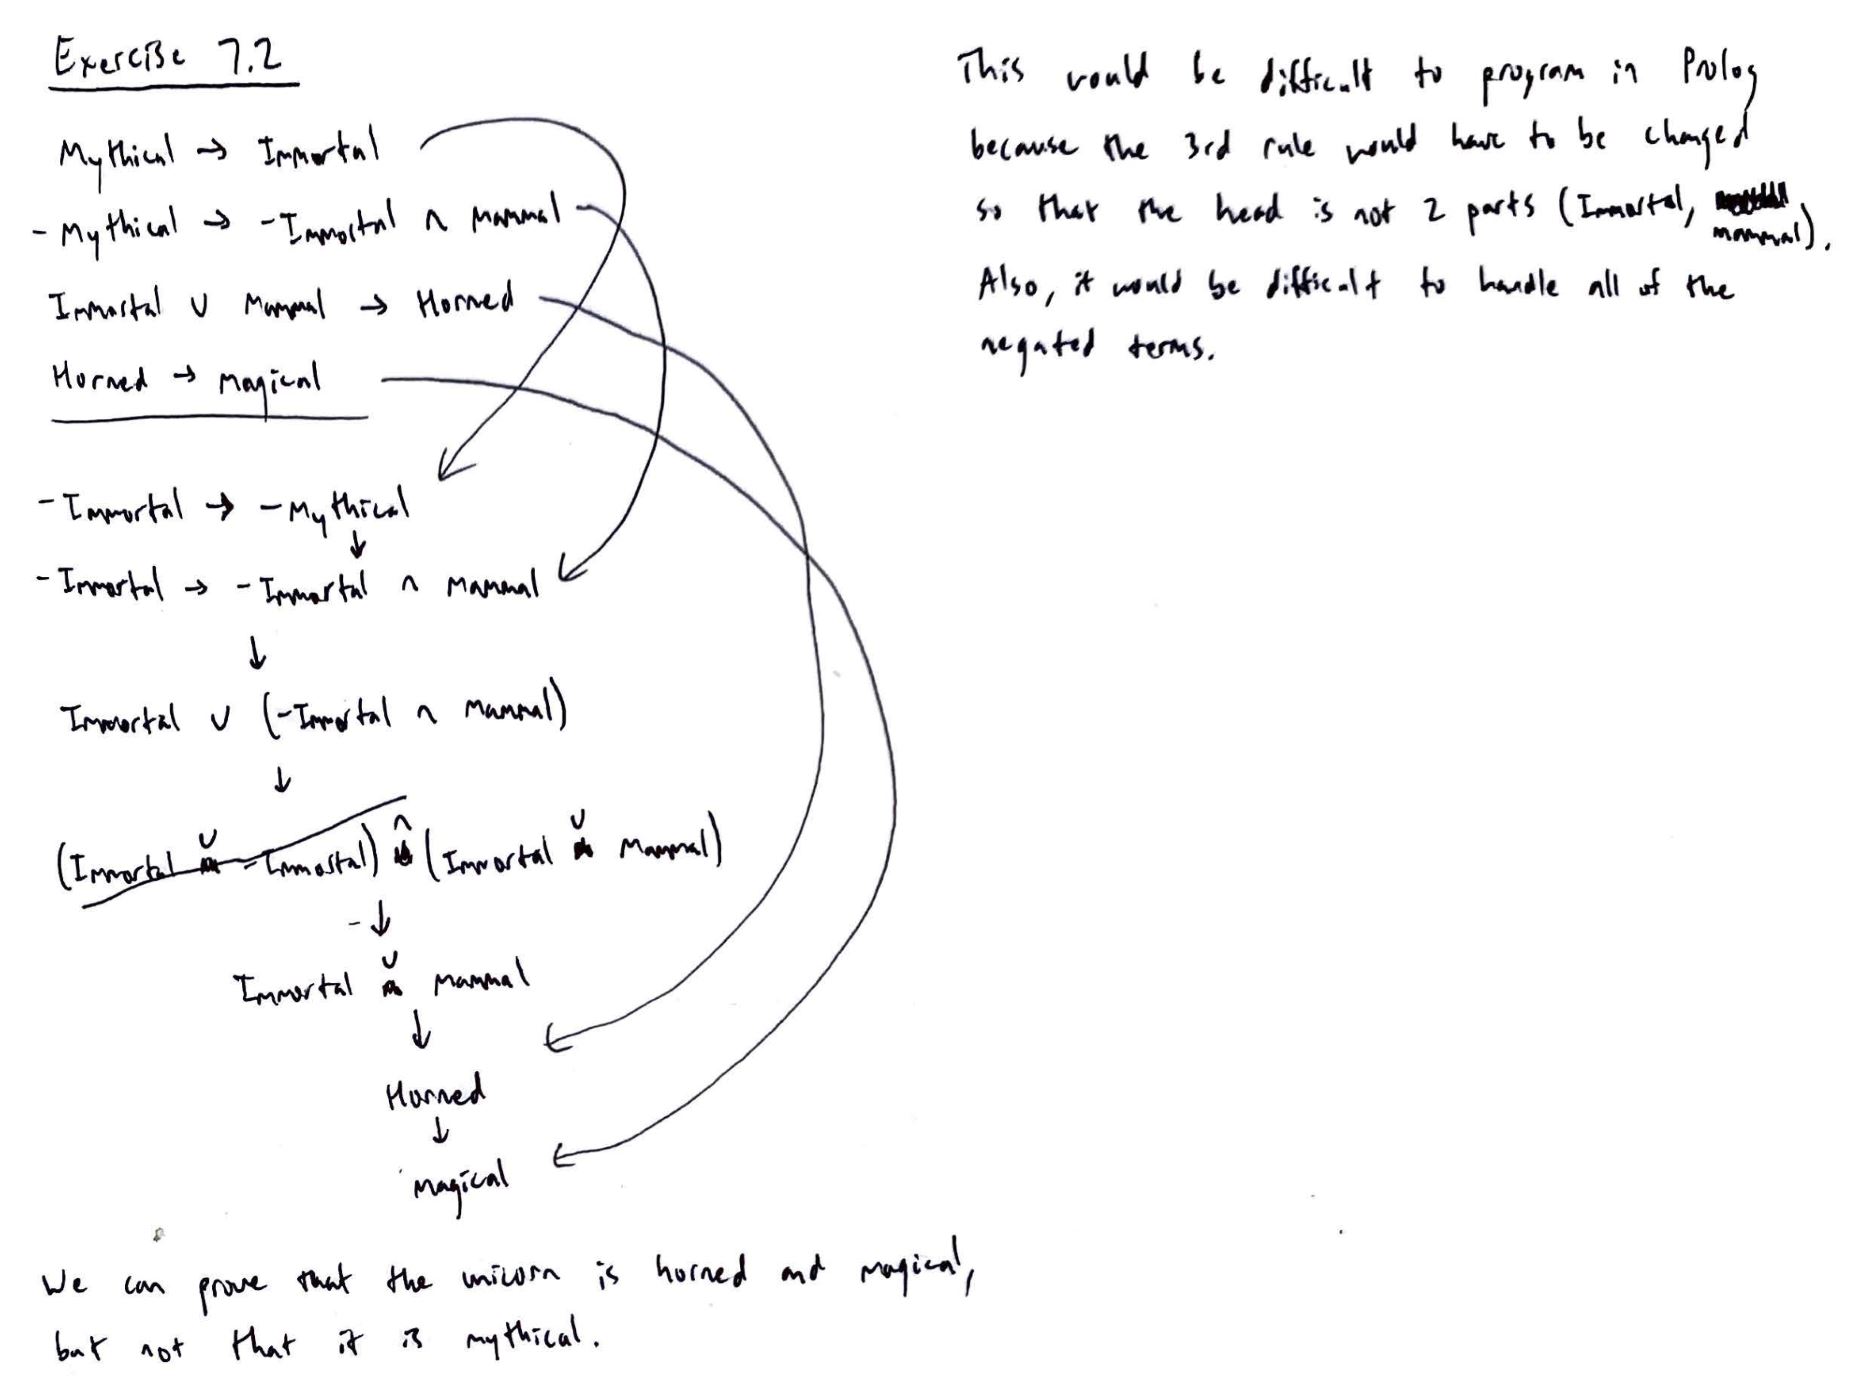 Exercise 7.2
Mythical → Immortal
- Mythical → -Immortal ∩ Mammal
Immortal ∪ Mammal → Horned
Horned → Magical
-Immortal → -Mythical
↓
-Immortal → -Immortal ∩ Mammal
↓
Immortal ∪ (-Immortal ∩ Mammal)
↓
(Immortal ∪ -Immortal) ∩ (Immortal ∪ Mammal)
- ↓
Immortal ∪ Mammal
↓
Horned
↓
Magical
We can prove that the unicorn is horned and magical,
but not that it is mythical.
This would be difficult to program in Prolog
because the 3rd rule would have to be changed
so that the head is not 2 parts (Immortal,
mammal).
Also, it would be difficult to handle all of the
negated terms.